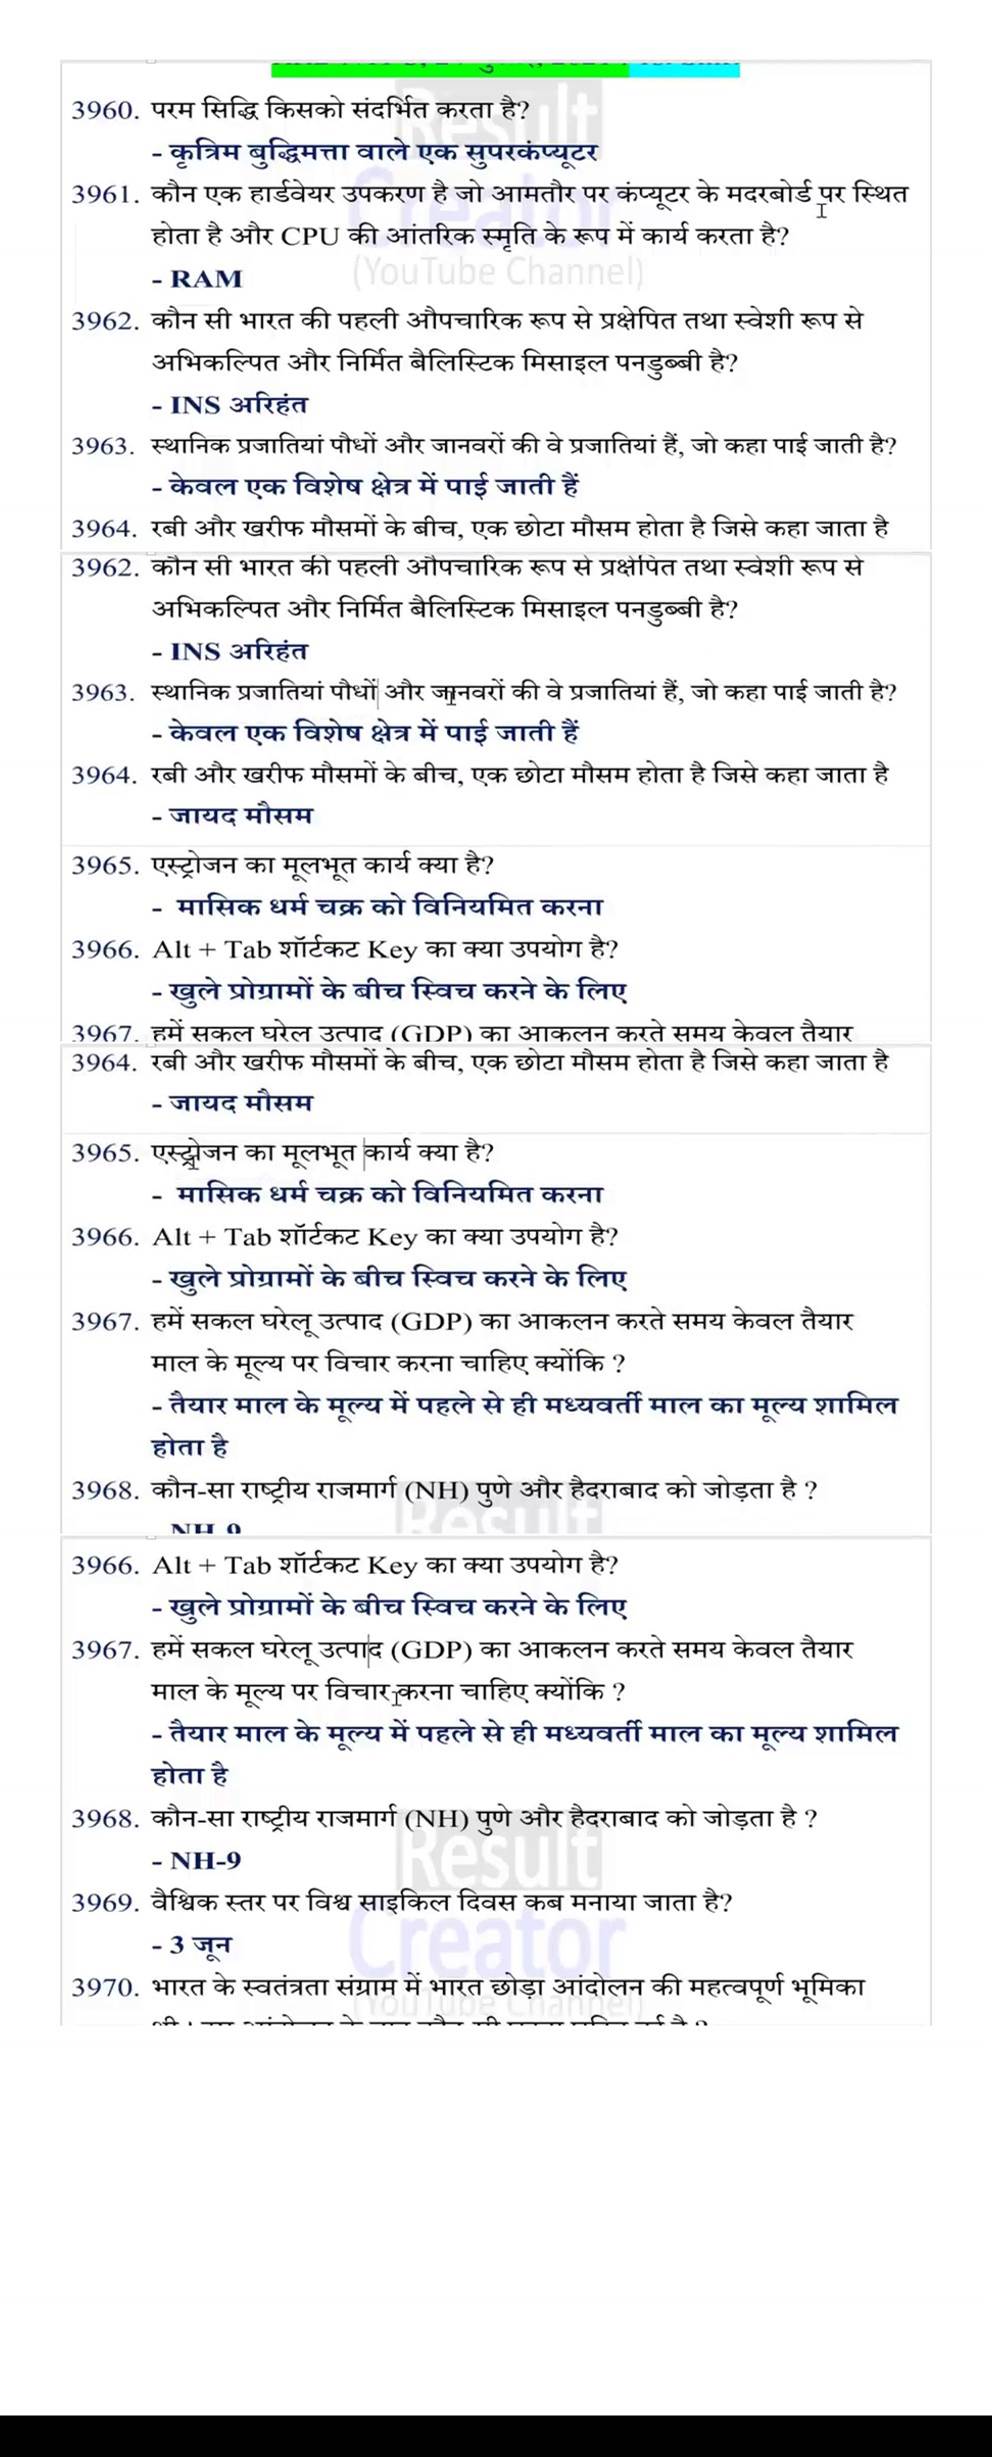 3960. परम सिद्धि किसको संदर्भित करता है?
- कृत्रिम बुद्धिमत्ता वाले एक सुपरकंप्यूटर
3961. कौन एक हार्डवेयर उपकरण है जो आमतौर पर कंप्यूटर के मदरबोर्ड पर स्थित
होता है और CPU की आंतरिक स्मृति के रूप में कार्य करता है?
- RAM
3962. कौन सी भारत की पहली औपचारिक रूप से प्रक्षेपित तथा स्वेशी रूप से
अभिकल्पित और निर्मित बैलिस्टिक मिसाइल पनडुब्बी है?
- INS अरिहंत
3963. स्थानिक प्रजातियां पौधों और जानवरों की वे प्रजातियां हैं, जो कहा पाई जाती है?
- केवल एक विशेष क्षेत्र में पाई जाती हैं
3964. रबी और खरीफ मौसमों के बीच, एक छोटा मौसम होता है जिसे कहा जाता है
3962. कौन सी भारत की पहली औपचारिक रूप से प्रक्षेपित तथा स्वेशी रूप से
अभिकल्पित और निर्मित बैलिस्टिक मिसाइल पनडुब्बी है?
- INS अरिहंत
3963. स्थानिक प्रजातियां पौधों और जानवरों की वे प्रजातियां हैं, जो कहा पाई जाती है?
- केवल एक विशेष क्षेत्र में पाई जाती हैं
3964. रबी और खरीफ मौसमों के बीच, एक छोटा मौसम होता है जिसे कहा जाता है
- जायद मौसम
3965. एस्ट्रोजन का मूलभूत कार्य क्या है?
- मासिक धर्म चक्र को विनियमित करना
3966. Alt + Tab शॉर्टकट Key का क्या उपयोग है?
- खुले प्रोग्रामों के बीच स्विच करने के लिए
3967. हमें सकल घरेलू उत्पाद (GDP) का आकलन करते समय केवल तैयार
3964. रबी और खरीफ मौसमों के बीच, एक छोटा मौसम होता है जिसे कहा जाता है
- जायद मौसम
3965. एस्ट्रोजन का मूलभूत कार्य क्या है?
- मासिक धर्म चक्र को विनियमित करना
3966. Alt + Tab शॉर्टकट Key का क्या उपयोग है?
- खुले प्रोग्रामों के बीच स्विच करने के लिए
3967. हमें सकल घरेलू उत्पाद (GDP) का आकलन करते समय केवल तैयार
माल के मूल्य पर विचार करना चाहिए क्योंकि ?
- तैयार माल के मूल्य में पहले से ही मध्यवर्ती माल का मूल्य शामिल
होता है
3968. कौन-सा राष्ट्रीय राजमार्ग (NH) पुणे और हैदराबाद को जोड़ता है ?
3966. Alt + Tab शॉर्टकट Key का क्या उपयोग है?
- खुले प्रोग्रामों के बीच स्विच करने के लिए
3967. हमें सकल घरेलू उत्पाद (GDP) का आकलन करते समय केवल तैयार
माल के मूल्य पर विचार करना चाहिए क्योंकि ?
- तैयार माल के मूल्य में पहले से ही मध्यवर्ती माल का मूल्य शामिल
होता है
3968. कौन-सा राष्ट्रीय राजमार्ग (NH) पुणे और हैदराबाद को जोड़ता है ?
- NH-9
3969. वैश्विक स्तर पर विश्व साइकिल दिवस कब मनाया जाता है?
- 3 जून
3970. भारत के स्वतंत्रता संग्राम में भारत छोड़ा आंदोलन की महत्वपूर्ण भूमिका
Result
Creator
(YouTube Channel)